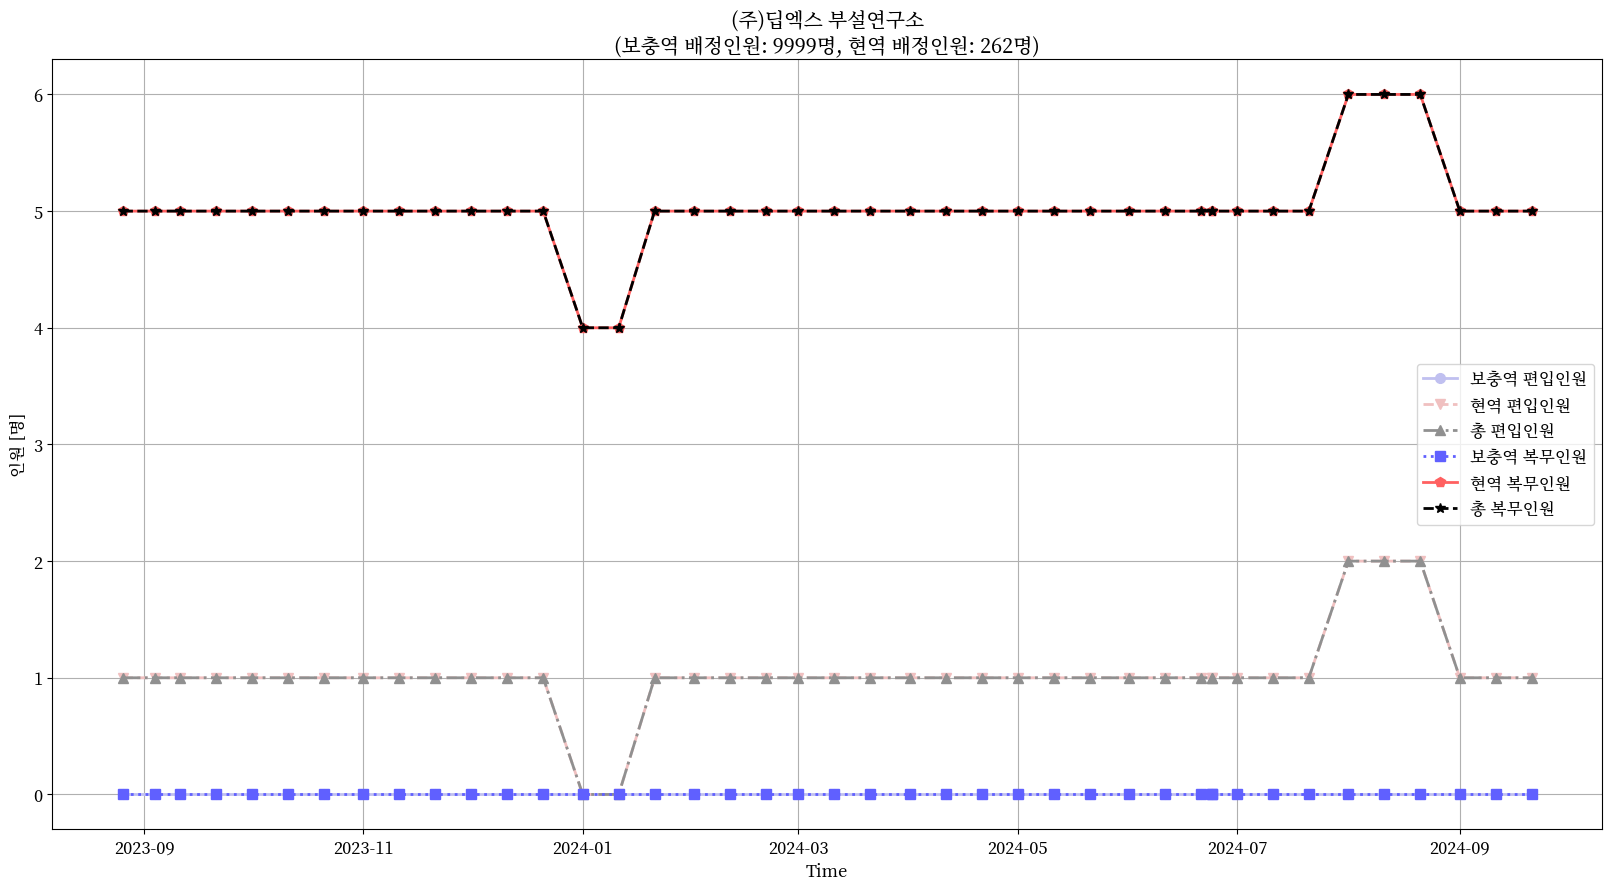 (주)딥엑스 부설연구소
(보충역 배정인원: 9999명, 현역 배정인원: 262명)
6
5
4
3
2
1
0
인원 [명]
보충역 편입인원
현역 편입인원
총 편입인원
보충역 복무인원
현역 복무인원
총 복무인원
2023-09 2023-11 2024-01 2024-03 2024-05 2024-07 2024-09
Time